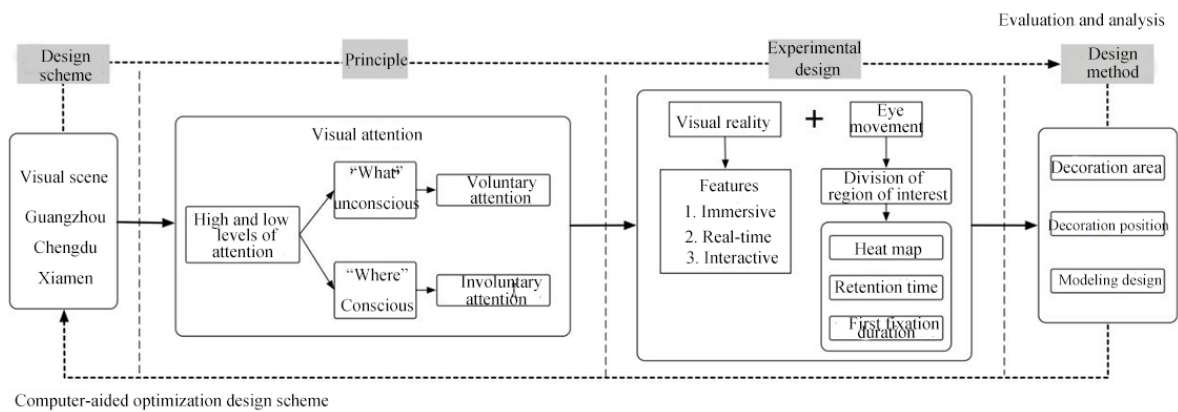 Evaluation and analysis
Design
scheme
Principle
Experimental
design
Design
method
Visual scene
Guangzhou
Chengdu
Xiamen
Visual attention
High and low
levels of
attention
"What"
unconscious
Voluntary
attention
"Where"
Conscious
Involuntary
attention
Visual reality
+
Eye
movement
Features
1. Immersive
2. Real-time
3. Interactive
Division of
region of interest
Heat map
Retention time
First fixation
duration
Decoration area
Decoration position
Modeling design
Computer-aided optimization design scheme